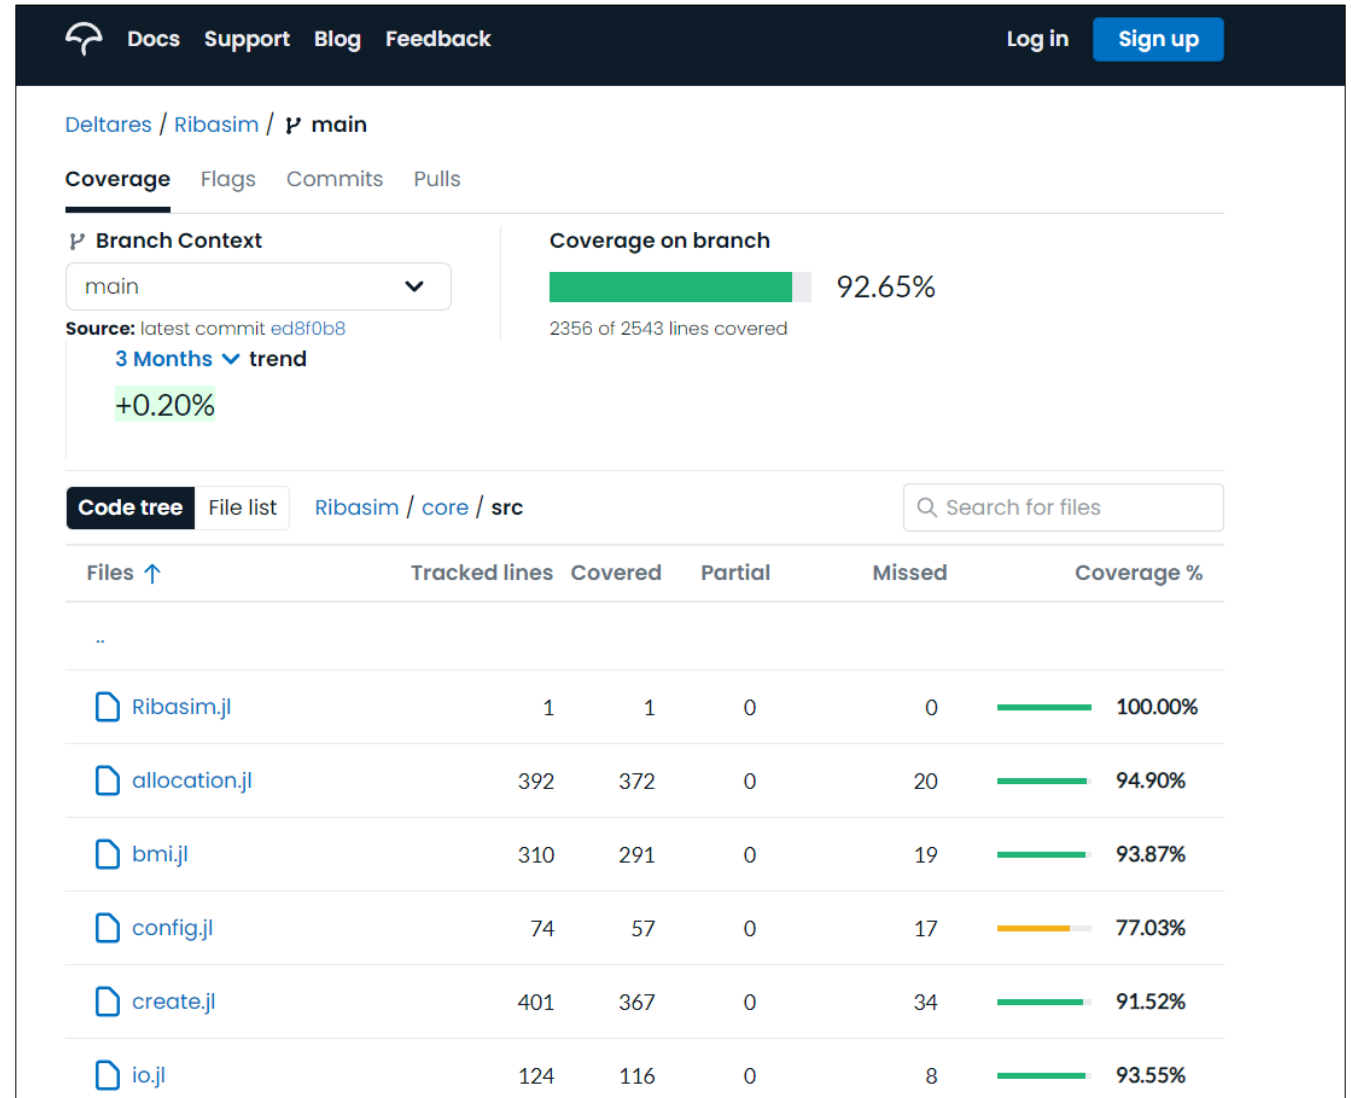 Docs Support Blog Feedback Log in Sign up
Deltares / Ribasim / main
Coverage Flags Commits Pulls
Branch Context
main
Source: latest commit ed8f0b8
Coverage on branch
92.65%
2356 of 2543 lines covered
3 Months trend
+0.20%
Code tree File list Ribasim / core / src Search for files
Files ↑ Tracked lines Covered Partial Missed Coverage %
..
Ribasim.jl 1 1 0 0 100.00%
allocation.jl 392 372 0 20 94.90%
bmi.jl 310 291 0 19 93.87%
config.jl 74 57 0 17 77.03%
create.jl 401 367 0 34 91.52%
io.jl 124 116 0 8 93.55%